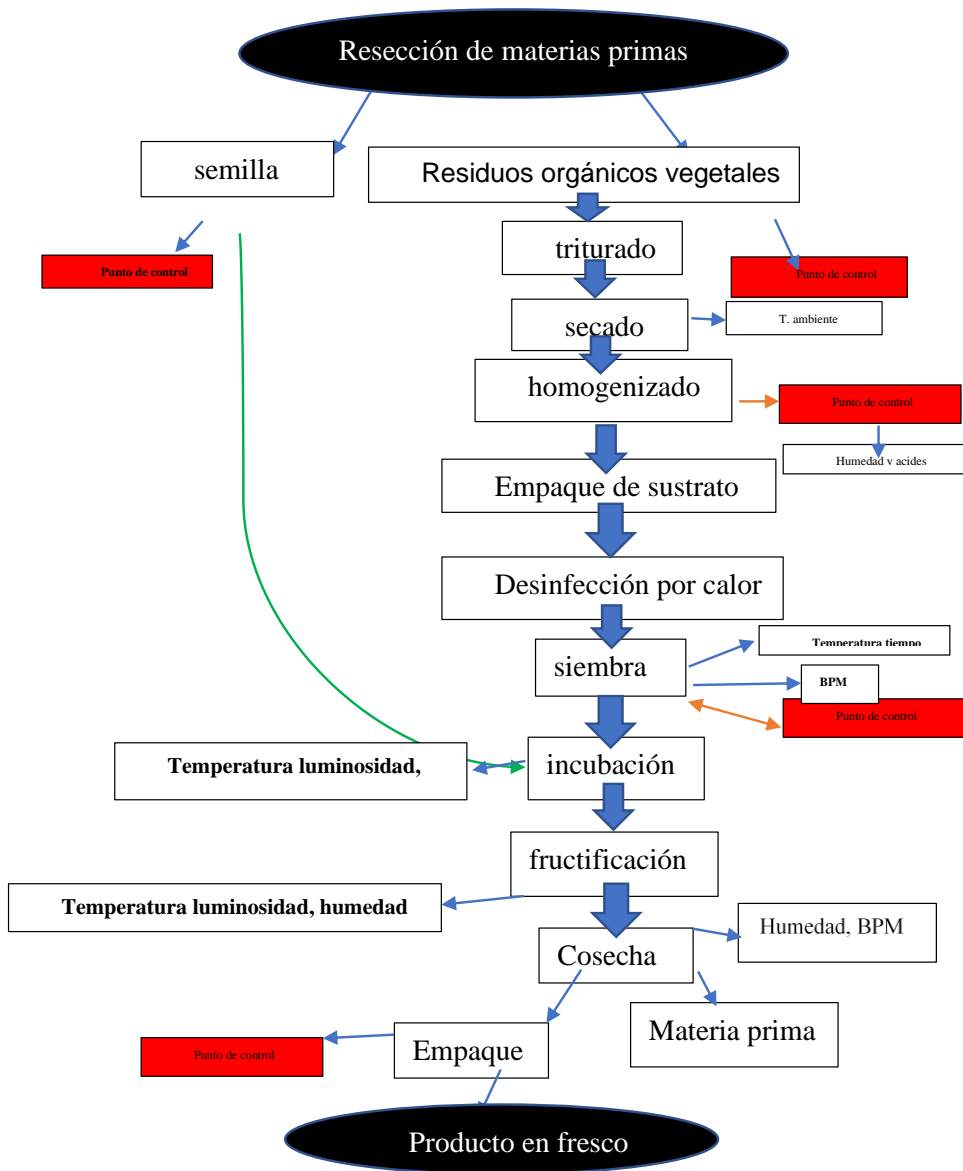 Resección de materias primas
semilla
Residuos orgánicos vegetales
Punto de control
triturado
Punto de control
secado
T. ambiente
homogenizado
Punto de control
Humedad y acides
Empaque de sustrato
Desinfección por calor
siembra
Temperatura tiempo
BPM
Punto de control
Temperatura luminosidad,
incubación
fructificación
Temperatura luminosidad, humedad
Cosecha
Humedad, BPM
Materia prima
Punto de control
Empaque
Producto en fresco